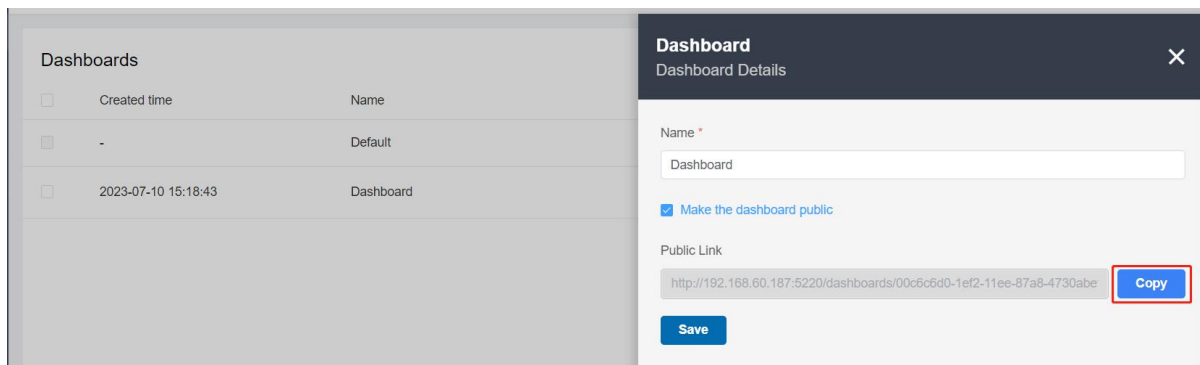 Dashboards
Created time Name
- Default
2023-07-10 15:18:43 Dashboard
Dashboard
Dashboard Details
Name *
Dashboard
Make the dashboard public
Public Link
http://192.168.60.187:5220/dashboards/00c6c6d0-1ef2-11ee-87a8-4730abe Copy
Save